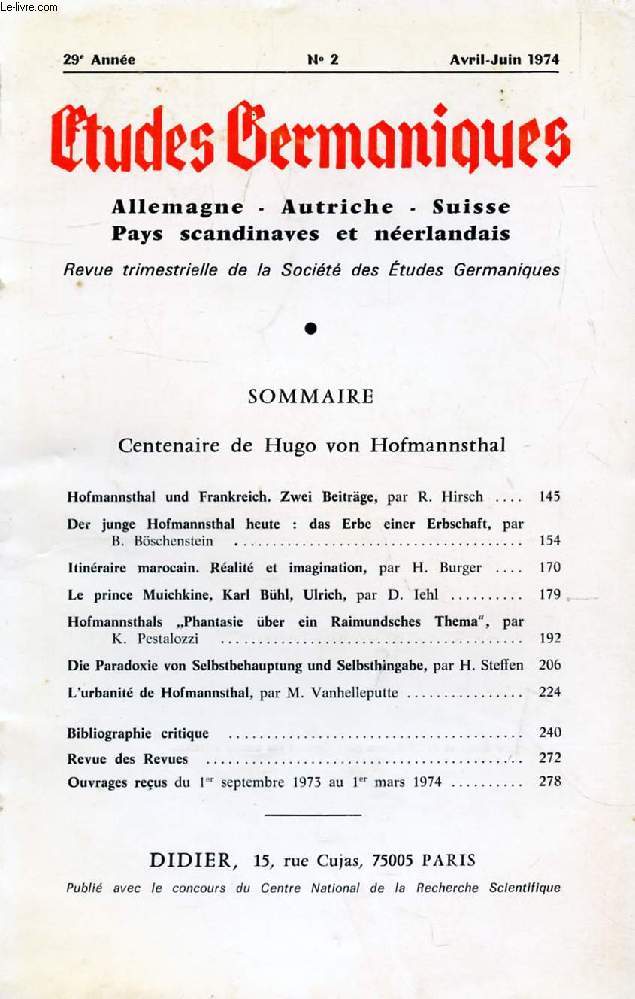 Le-livre.com
29e Année N° 2 Avril-Juin 1974
Etudes Germaniques
Allemagne - Autriche - Suisse
Pays scandinaves et néerlandais
Revue trimestrielle de la Société des Études Germaniques
SOMMAIRE
Centenaire de Hugo von Hofmannsthal
Hofmannsthal und Frankreich. Zwei Beiträge, par R. Hirsch .... 145
Der junge Hofmannsthal heute : das Erbe einer Erbschaft, par
B. Böschenstein ...................................... 154
Itinéraire marocain. Réalité et imagination, par H. Burger .... 170
Le prince Muichkine, Karl Bühl, Ulrich, par D. Iehl .......... 179
Hofmannsthals „Phantasie über ein Raimundsches Thema", par
K. Pestalozzi ........................................ 192
Die Paradoxie von Selbstbehauptung und Selbsthingabe, par H. Steffen 206
L'urbanité de Hofmannsthal, par M. Vanhelleputte ............... 224
Bibliographie critique ...................................... 240
Revue des Revues ......................................... 272
Ouvrages reçus du 1er septembre 1973 au 1er mars 1974 .......... 278
DIDIER, 15, rue Cujas, 75005 PARIS
Publié avec le concours du Centre National de la Recherche Scientifique